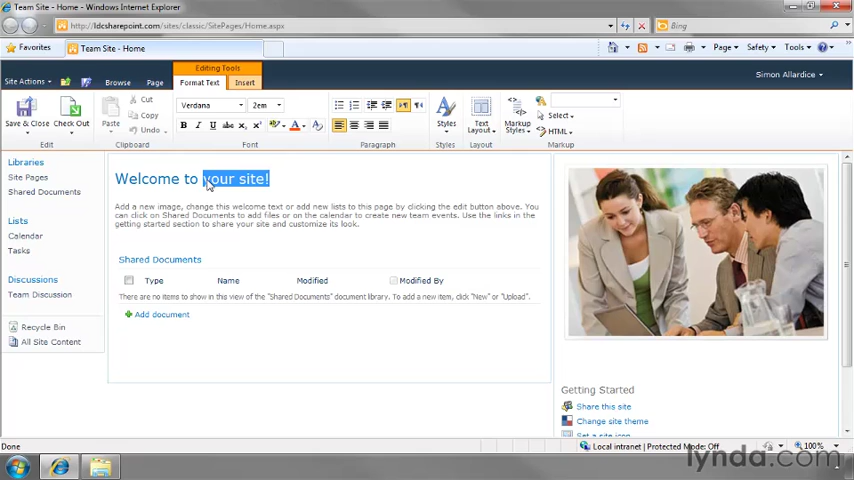 Team Site - Home - Windows Internet Explorer
http://ldcsharepoint.com/sites/classic/SitePages/Home.aspx
Bing
Favorites
Team Site - Home
Page
Safety
Tools
Editing Tools
Site Actions
Browse
Page
Format Text
Insert
Simon Allardice
Save & Close
Check Out
Paste
Cut
Copy
Undo
Verdana
2em
B I U abc x₂ x²
A
Styles
Text Layout
Markup Styles
Select
HTML
Edit
Clipboard
Font
Paragraph
Styles
Layout
Markup
Libraries
Site Pages
Shared Documents
Lists
Calendar
Tasks
Discussions
Team Discussion
Recycle Bin
All Site Content
Welcome to your site!
Add a new image, change this welcome text or add new lists to this page by clicking the edit button above. You
can click on Shared Documents to add files or on the calendar to create new team events. Use the links in the
getting started section to share your site and customize its look.
Shared Documents
Type Name Modified Modified By
There are no items to show in this view of the "Shared Documents" document library. To add a new item, click "New" or "Upload".
Add document
Getting Started
Share this site
Change site theme
Set a site icon
Done
Local intranet | Protected Mode: Off
100%
lynda.com